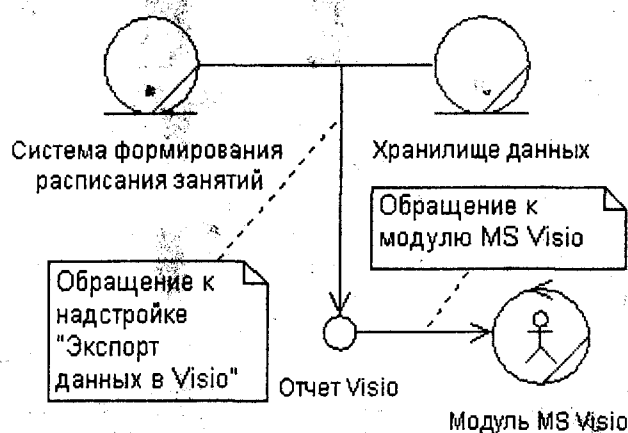 Система формирования
расписания занятий
Хранилище данных
Обращение к
модулю MS Visio
Обращение к
надстройке
"Экспорт
данных в Visio"
Отчет Visio
Модуль MS Visio